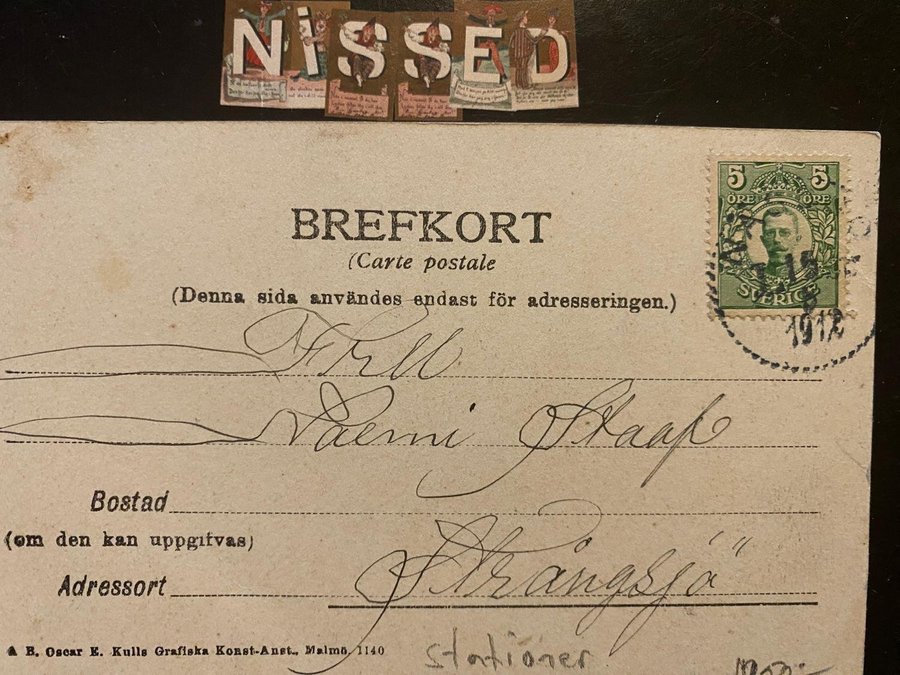 NiSSED
5 5
ÖRE ÖRE
SVERIGE
1912
BREFKORT
(Carte postale
(Denna sida användes endast för adresseringen.)
Naemi Staaf
Bostad
(om den kan uppgifvas)
Adressort
Strångsjö
A B. Oscar E. Kulls Grafiska Konst-Anst., Malmö, 1140
stationer